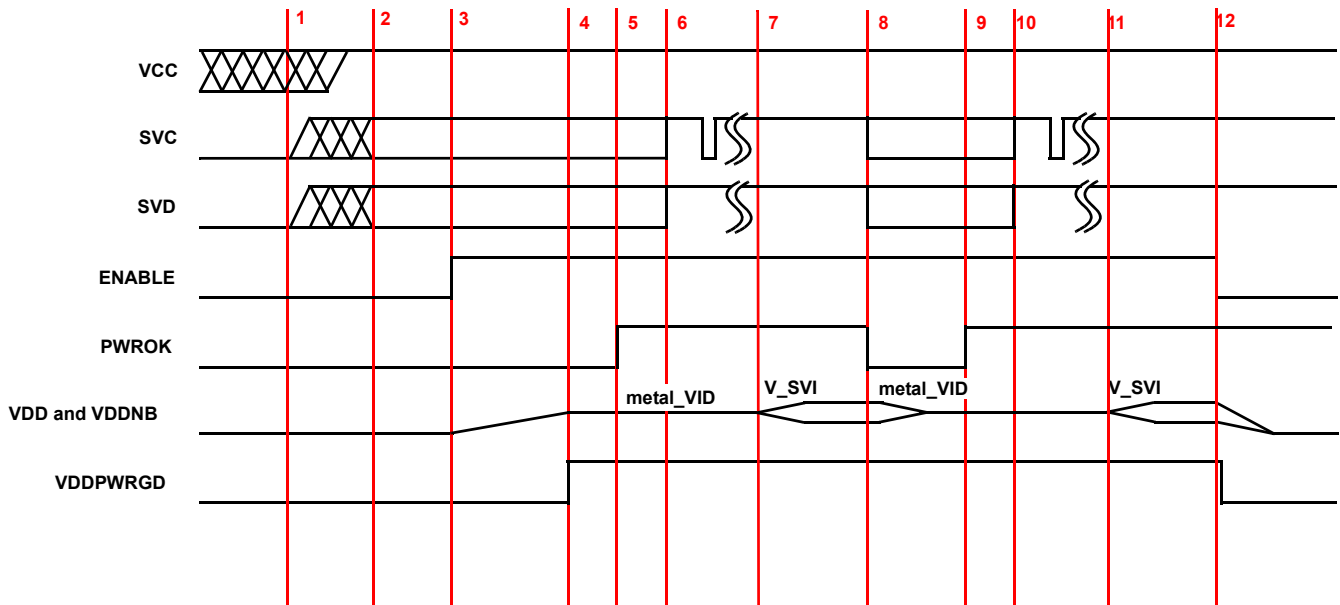 1 2 3 4 5 6 7 8 9 10 11 12
VCC
SVC
SVD
ENABLE
PWROK
metal_VID V_SVI metal_VID V_SVI
VDD and VDDNB
VDDPWRGD